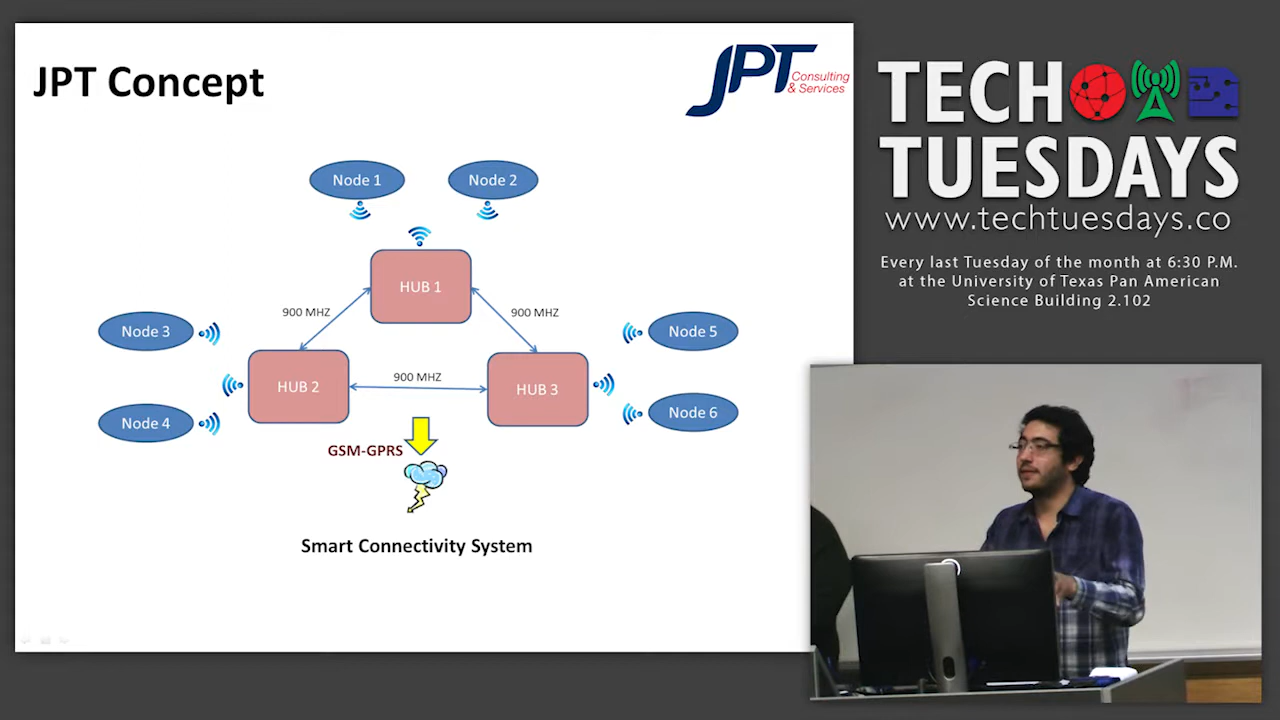 JPT Concept
JPT
Consulting
& Services
Node 1
Node 2
HUB 1
900 MHZ
900 MHZ
Node 3
Node 5
HUB 2
900 MHZ
HUB 3
Node 4
Node 6
GSM-GPRS
Smart Connectivity System
TECH
TUESDAYS
www.techtuesdays.co
Every last Tuesday of the month at 6:30 P.M.
at the University of Texas Pan American
Science Building 2.102